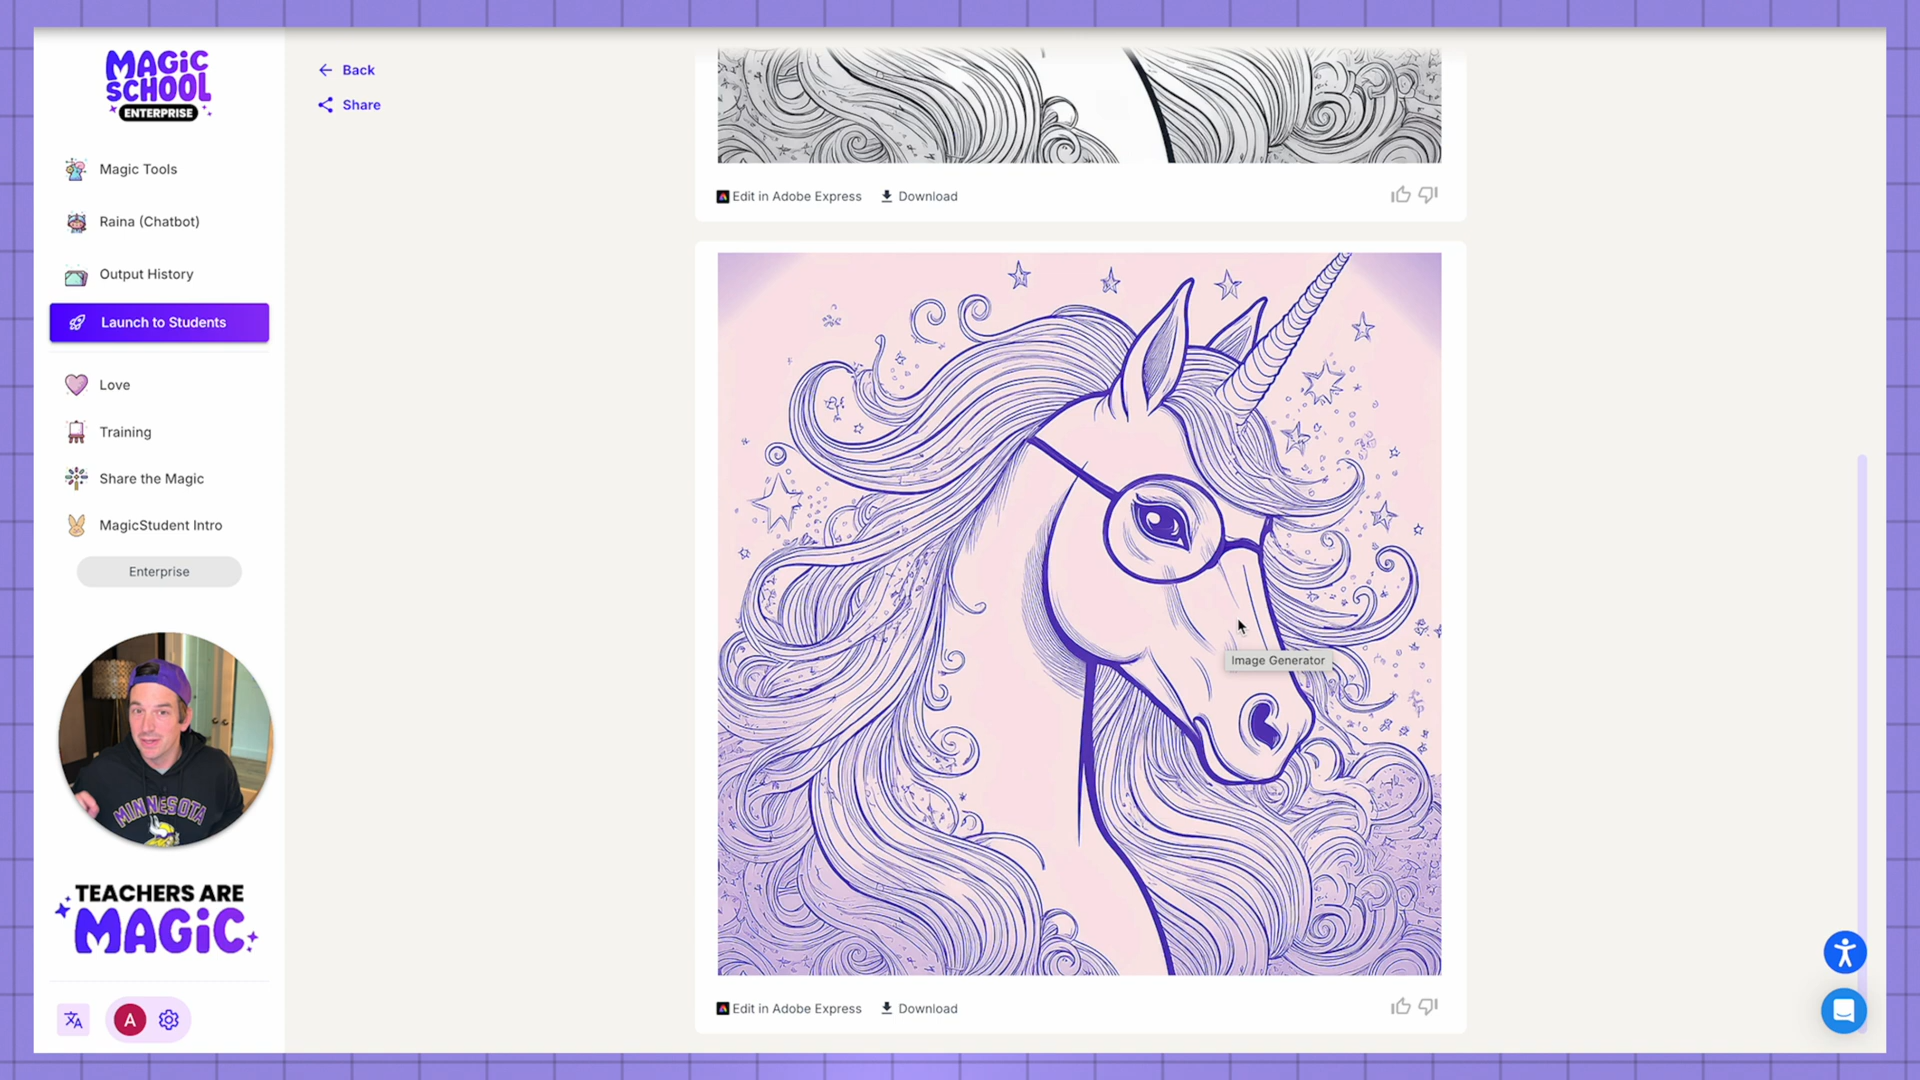 MAGiC
SCHOOL
ENTERPRISE
Magic Tools
Raina (Chatbot)
Output History
Launch to Students
Love
Training
Share the Magic
MagicStudent Intro
Enterprise
MINNESOTA
TEACHERS ARE
MAGiC
A
Back
Share
Edit in Adobe Express
Download
Image Generator
Edit in Adobe Express
Download